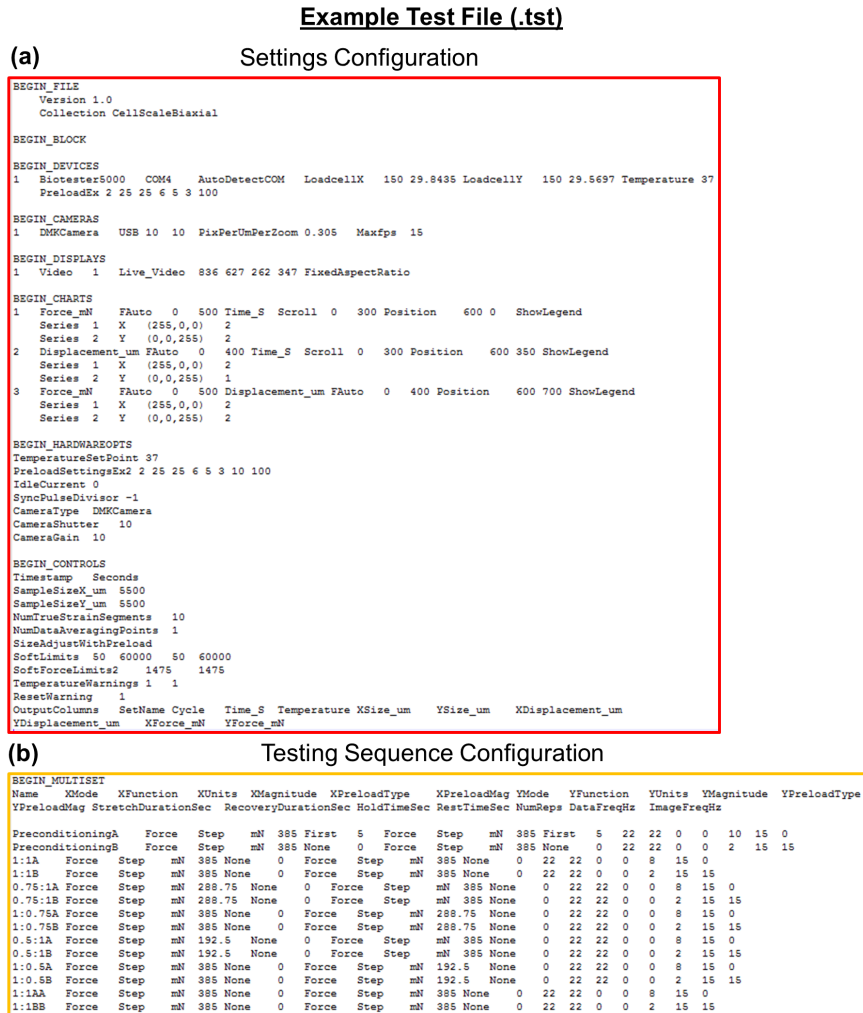 Example Test File (.tst)
(a)
Settings Configuration
BEGIN_FILE
Version 1.0
Collection CellScaleBiaxial
BEGIN_BLOCK
BEGIN_DEVICES
1 Biotester5000 COM4 AutoDetectCOM LoadcellX 150 29.8435 LoadcellY 150 29.5697 Temperature 37
PreloadEx 2 25 25 6 5 3 100
BEGIN_CAMERAS
1 DMKCamera USB 10 10 PixPerUmPerZoom 0.305 Maxfps 15
BEGIN_DISPLAYS
1 Video 1 Live_Video 836 627 262 347 FixedAspectRatio
BEGIN_CHARTS
1 Force_mN FAuto 0 500 Time_S Scroll 0 300 Position 600 0 ShowLegend
Series 1 X (255,0,0) 2
Series 2 Y (0,0,255) 2
2 Displacement_um FAuto 0 400 Time_S Scroll 0 300 Position 600 350 ShowLegend
Series 1 X (255,0,0) 2
Series 2 Y (0,0,255) 1
3 Force_mN FAuto 0 500 Displacement_um FAuto 0 400 Position 600 700 ShowLegend
Series 1 X (255,0,0) 2
Series 2 Y (0,0,255) 2
BEGIN_HARDWAREOPTS
TemperatureSetPoint 37
PreloadSettingsEx2 2 25 25 6 5 3 10 100
IdleCurrent 0
SyncPulseDivisor -1
CameraType DMKCamera
CameraShutter 10
CameraGain 10
BEGIN_CONTROLS
Timestamp Seconds
SampleSizeX_um 5500
SampleSizeY_um 5500
NumTrueStrainSegments 10
NumDataAveragingPoints 1
SizeAdjustWithPreload
SoftLimits 50 60000 50 60000
SoftForceLimits2 1475 1475
TemperatureWarnings 1 1
ResetWarning 1
OutputColumns SetName Cycle Time_S Temperature XSize_um YSize_um XDisplacement_um
YDisplacement_um XForce_mN YForce_mN
(b)
Testing Sequence Configuration
BEGIN_MULTISET
Name XMode XFunction XUnits XMagnitude XPreloadType XPreloadMag YMode YFunction YUnits YMagnitude YPreloadType
YPreloadMag StretchDurationSec RecoveryDurationSec HoldTimeSec RestTimeSec NumReps DataFreqHz ImageFreqHz
PreconditioningA Force Step mN 385 First 5 Force Step mN 385 First 5 22 22 0 0 10 15 0
PreconditioningB Force Step mN 385 None 0 Force Step mN 385 None 0 22 22 0 0 2 15 15
1:1A Force Step mN 385 None 0 Force Step mN 385 None 0 22 22 0 0 8 15 0
1:1B Force Step mN 385 None 0 Force Step mN 385 None 0 22 22 0 0 2 15 15
0.75:1A Force Step mN 288.75 None 0 Force Step mN 385 None 0 22 22 0 0 8 15 0
0.75:1B Force Step mN 288.75 None 0 Force Step mN 385 None 0 22 22 0 0 2 15 15
1:0.75A Force Step mN 385 None 0 Force Step mN 288.75 None 0 22 22 0 0 8 15 0
1:0.75B Force Step mN 385 None 0 Force Step mN 288.75 None 0 22 22 0 0 2 15 15
0.5:1A Force Step mN 192.5 None 0 Force Step mN 385 None 0 22 22 0 0 8 15 0
0.5:1B Force Step mN 192.5 None 0 Force Step mN 385 None 0 22 22 0 0 2 15 15
1:0.5A Force Step mN 385 None 0 Force Step mN 192.5 None 0 22 22 0 0 8 15 0
1:0.5B Force Step mN 385 None 0 Force Step mN 192.5 None 0 22 22 0 0 2 15 15
1:1AA Force Step mN 385 None 0 Force Step mN 385 None 0 22 22 0 0 8 15 0
1:1BB Force Step mN 385 None 0 Force Step mN 385 None 0 22 22 0 0 2 15 15